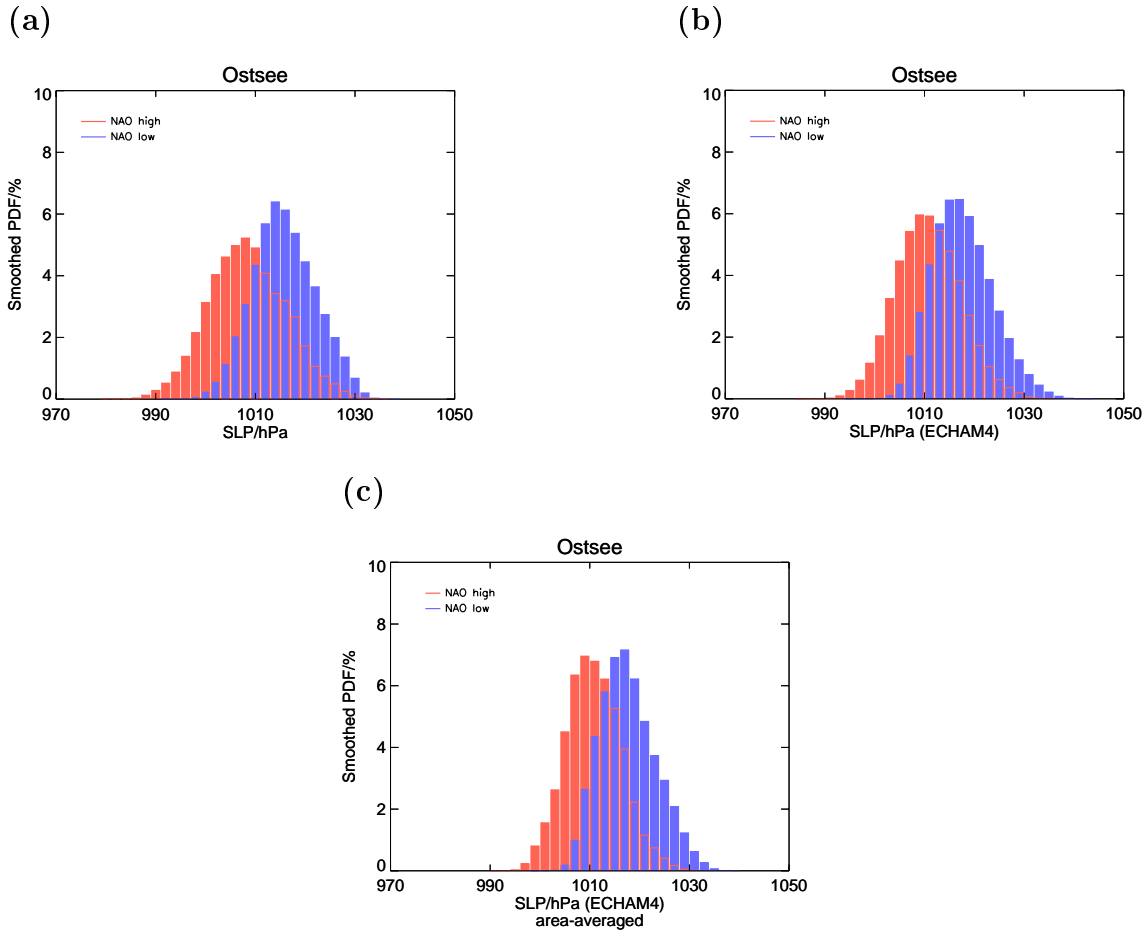 (a)
Ostsee
10
8
6
4
2
0
Smoothed PDF/%
NAO high
NAO low
970 990 1010 1030 1050
SLP/hPa
(b)
Ostsee
10
8
6
4
2
0
Smoothed PDF/%
NAO high
NAO low
970 990 1010 1030 1050
SLP/hPa (ECHAM4)
(c)
Ostsee
10
8
6
4
2
0
Smoothed PDF/%
NAO high
NAO low
970 990 1010 1030 1050
SLP/hPa (ECHAM4)
area-averaged